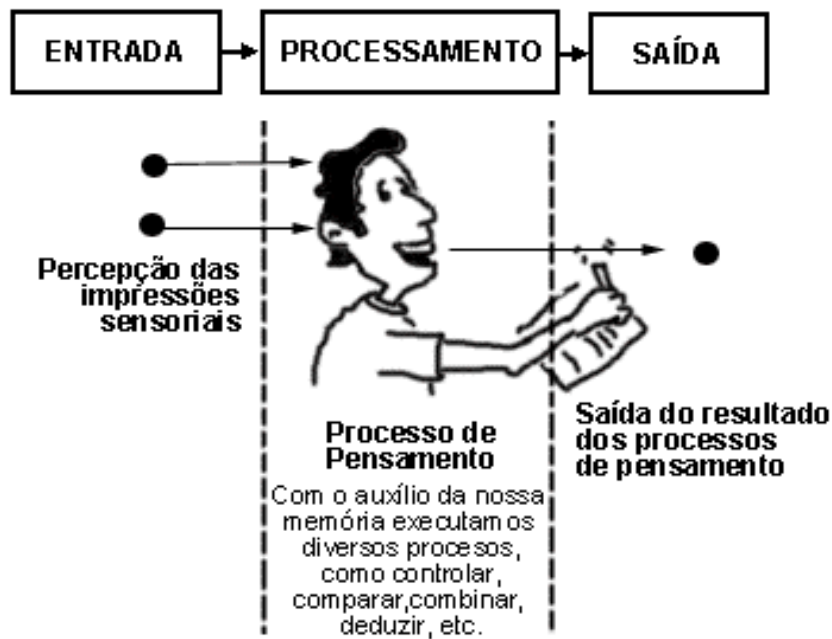 ENTRADA
PROCESSAMENTO
SAÍDA
Percepção das
impressões
sensoriais
Processo de
Pensamento
Com o auxílio da nossa
memória executamos
diversos procesos,
como controlar,
comparar,combinar,
deduzir, etc.
Saída do resultado
dos processos
de pensamento